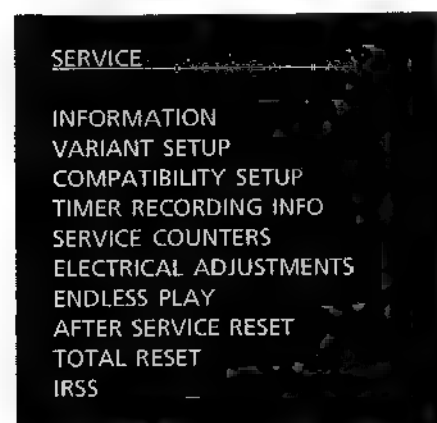 SERVICE
INFORMATION
VARIANT SETUP
COMPATIBILITY SETUP
TIMER RECORDING INFO
SERVICE COUNTERS
ELECTRICAL ADJUSTMENTS
ENDLESS PLAY
AFTER SERVICE RESET
TOTAL RESET
IRSS